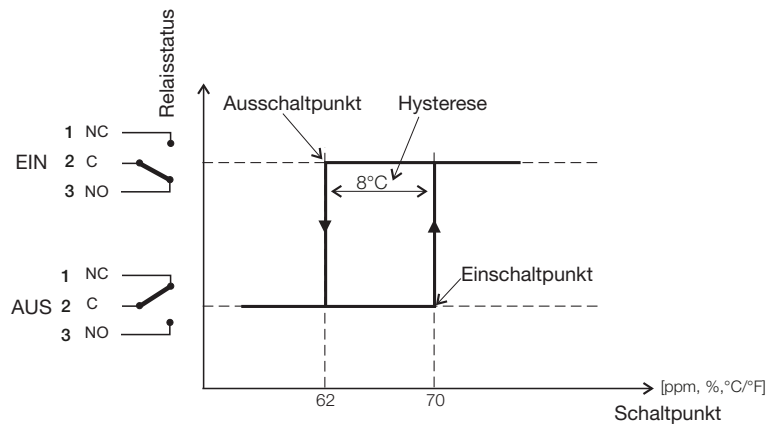 Relaisstatus
Ausschaltpunkt
Hysterese
1 NC
EIN 2 C
3 NO
8°C
1 NC
AUS 2 C
3 NO
Einschaltpunkt
62
70
[ppm, %,°C/°F]
Schaltpunkt